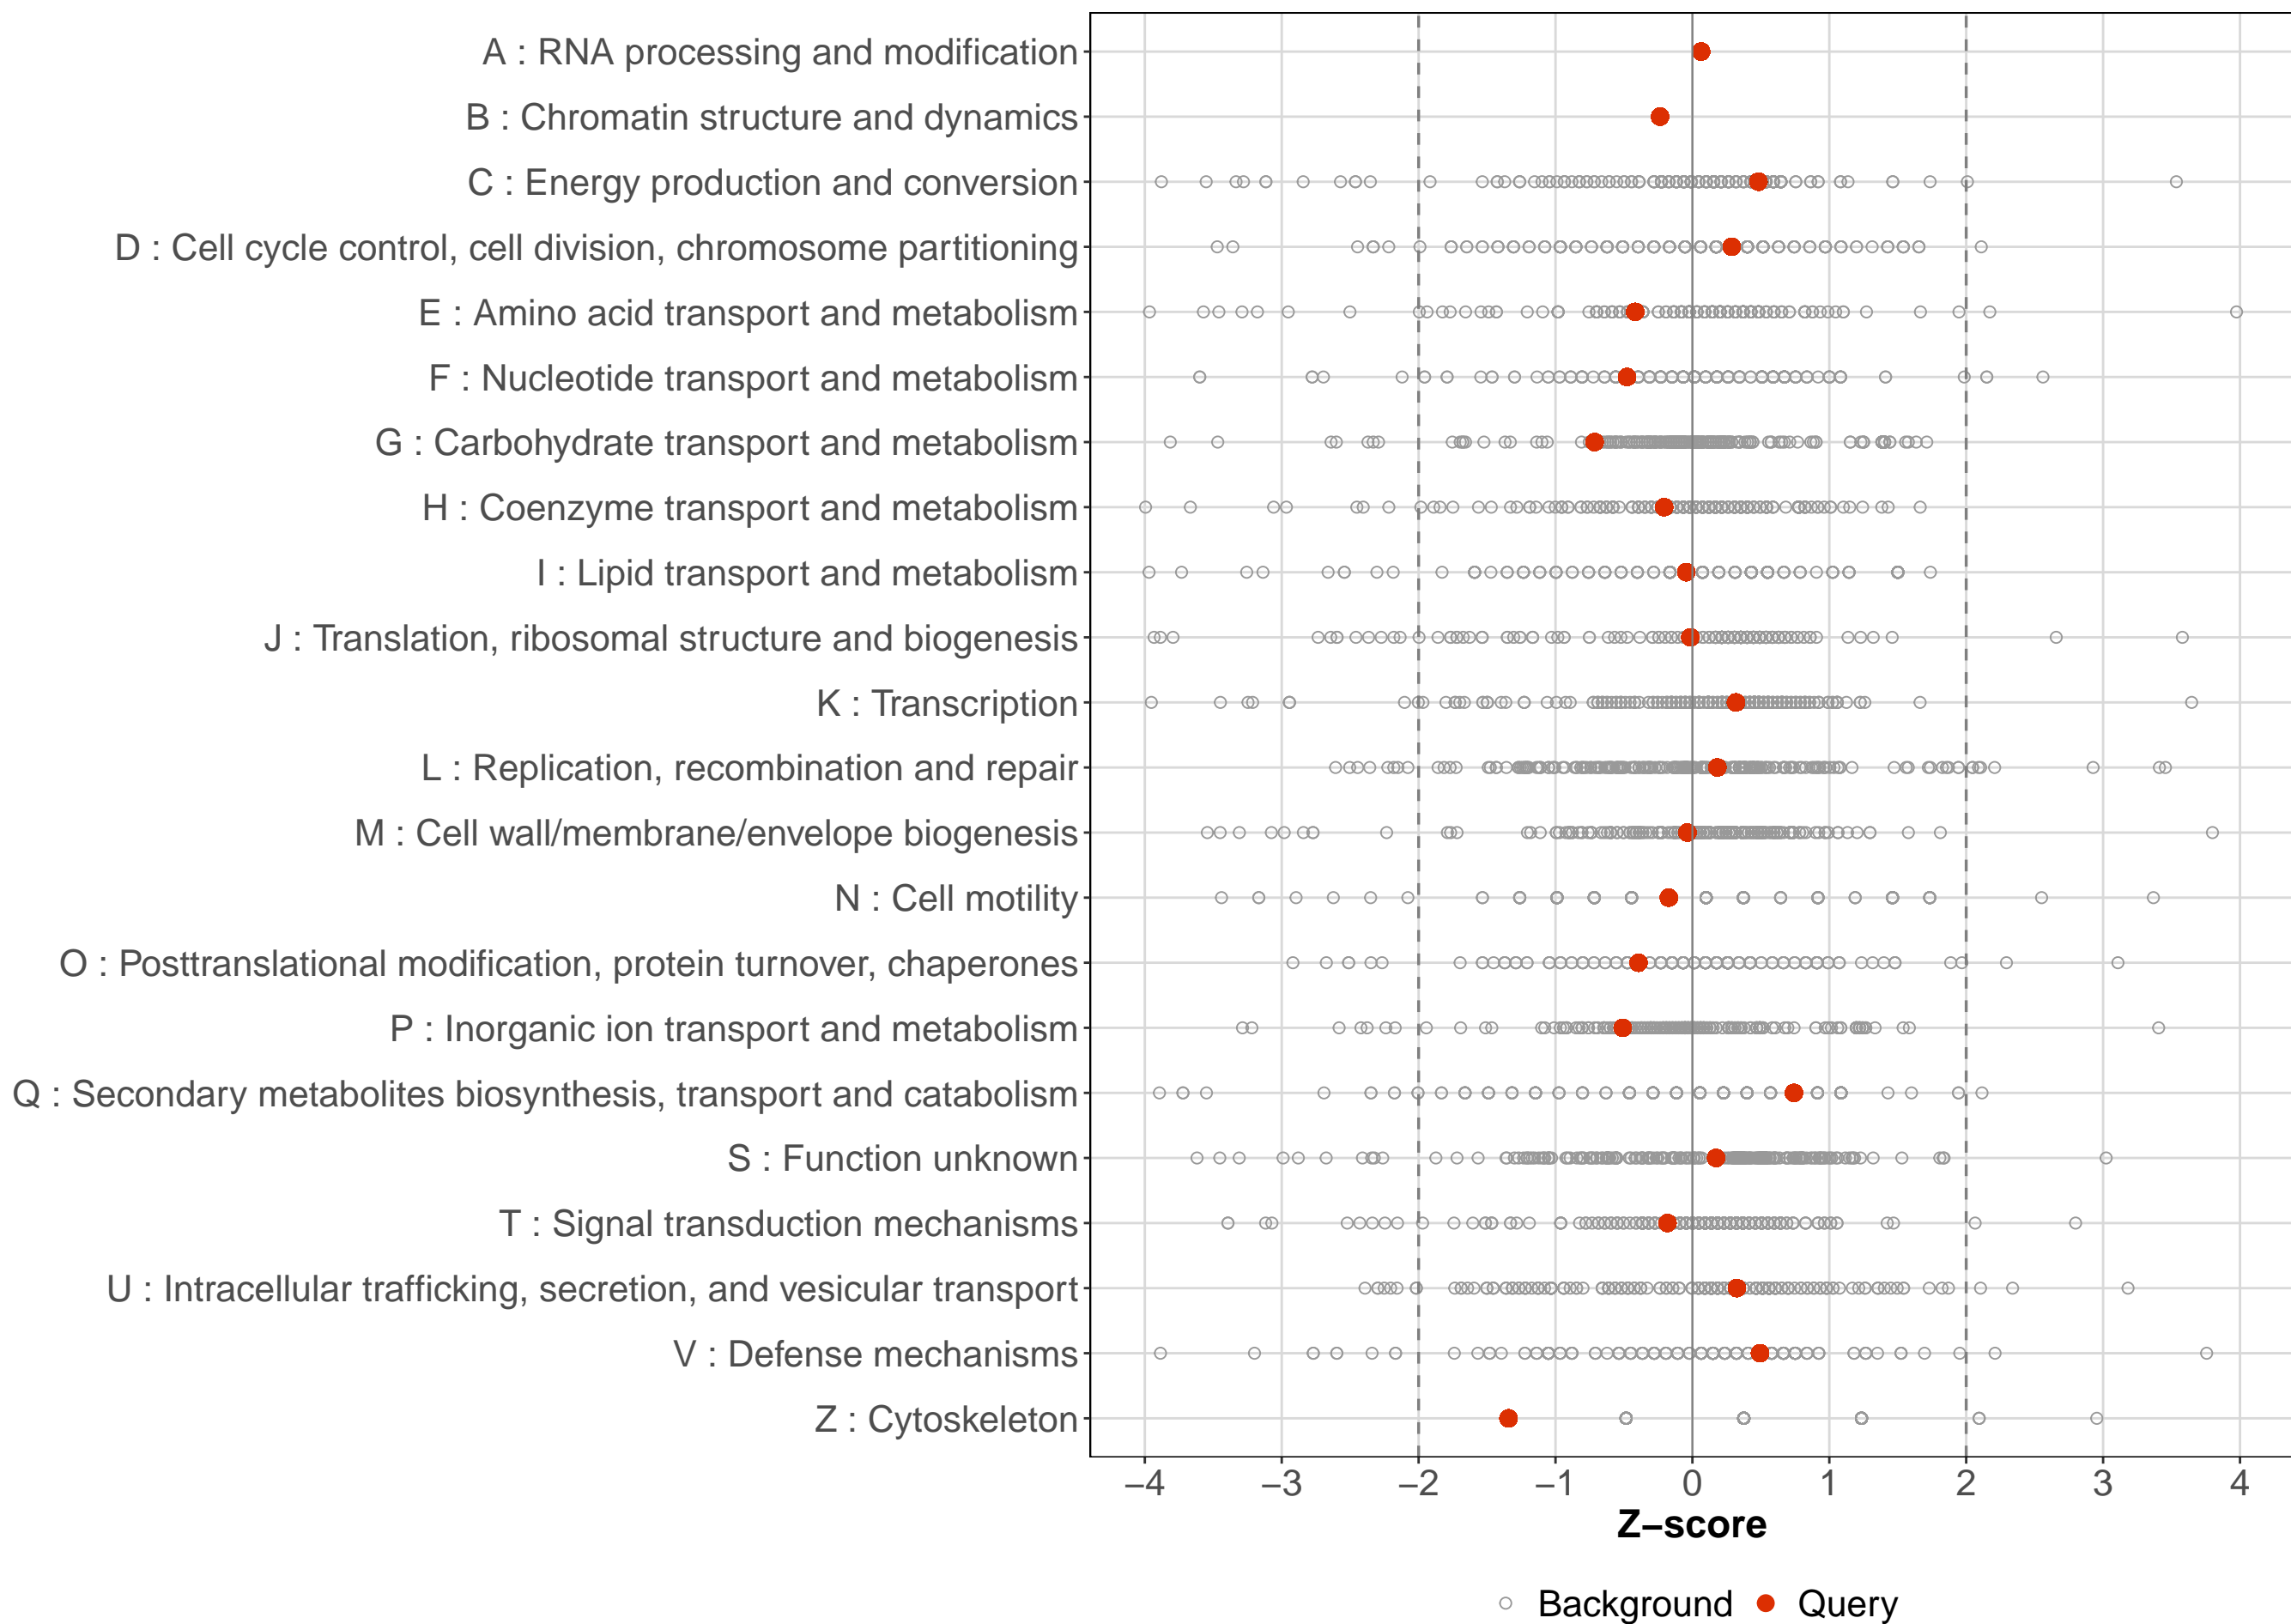 A : RNA processing and modification
B : Chromatin structure and dynamics
C : Energy production and conversion
D : Cell cycle control, cell division, chromosome partitioning
E : Amino acid transport and metabolism
F : Nucleotide transport and metabolism
G : Carbohydrate transport and metabolism
H : Coenzyme transport and metabolism
I : Lipid transport and metabolism
J : Translation, ribosomal structure and biogenesis
K : Transcription
L : Replication, recombination and repair
M : Cell wall/membrane/envelope biogenesis
N : Cell motility
O : Posttranslational modification, protein turnover, chaperones
P : Inorganic ion transport and metabolism
Q : Secondary metabolites biosynthesis, transport and catabolism
S : Function unknown
T : Signal transduction mechanisms
U : Intracellular trafficking, secretion, and vesicular transport
V : Defense mechanisms
Z : Cytoskeleton
−4 −3 −2 −1 0 1 2 3 4
Z−score
Background Query